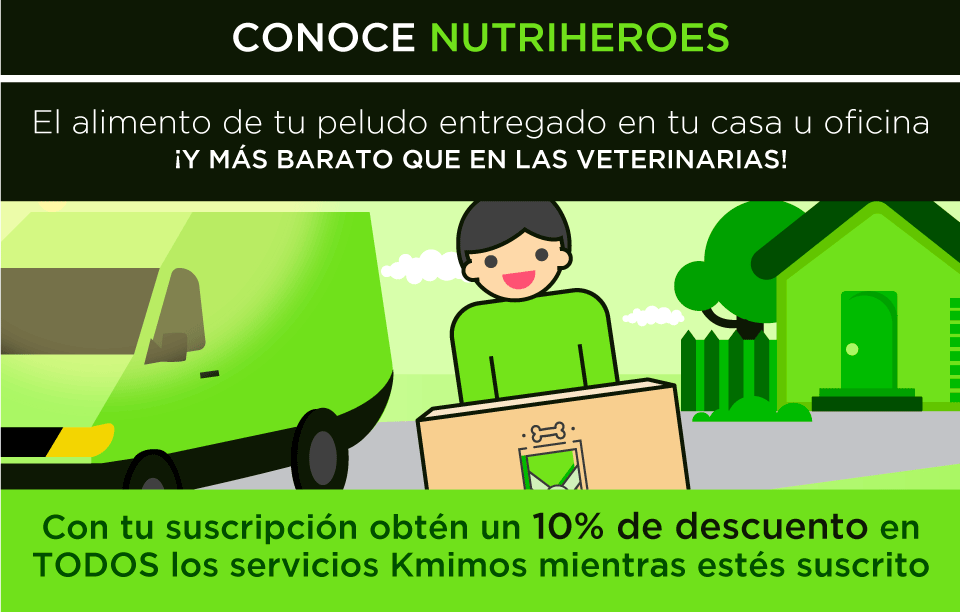 CONOCE NUTRIHEROES
El alimento de tu peludo entregado en tu casa u oficina
¡Y MÁS BARATO QUE EN LAS VETERINARIAS!
Con tu suscripción obtén un 10% de descuento en
TODOS los servicios Kmimos mientras estés suscrito